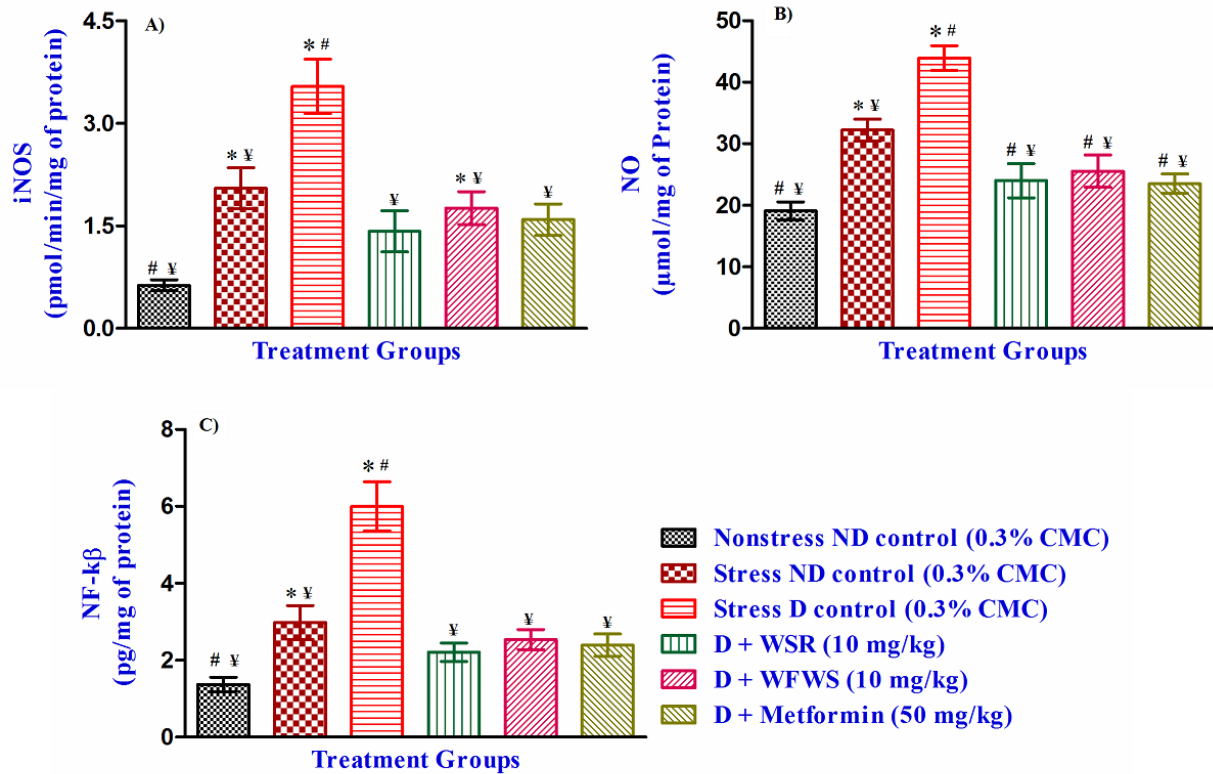 A)
iNOS
(pmol/min/mg of protein)
4.5
3.0
1.5
0.0
# ¥
* ¥
* #
¥
* ¥
¥
Treatment Groups
B)
NO
(µmol/mg of Protein)
50
40
30
20
10
0
# ¥
* ¥
* #
# ¥
# ¥
# ¥
Treatment Groups
C)
NF-kβ
(pg/mg of protein)
8
6
4
2
0
# ¥
* ¥
* #
¥
¥
¥
Treatment Groups
Nonstress ND control (0.3% CMC)
Stress ND control (0.3% CMC)
Stress D control (0.3% CMC)
D + WSR (10 mg/kg)
D + WFWS (10 mg/kg)
D + Metformin (50 mg/kg)